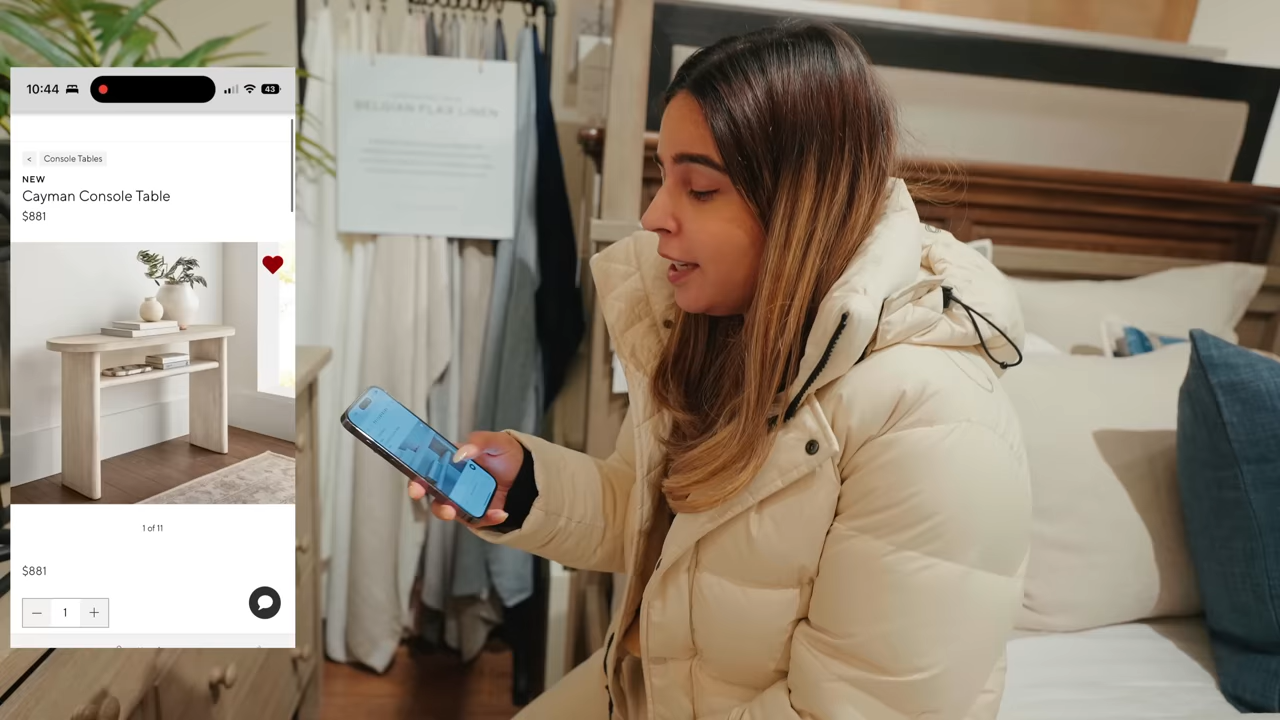 10:44
43
< Console Tables
NEW
Cayman Console Table
$881
1 of 11
$881
— 1 +
BELGIAN FLAX LINEN